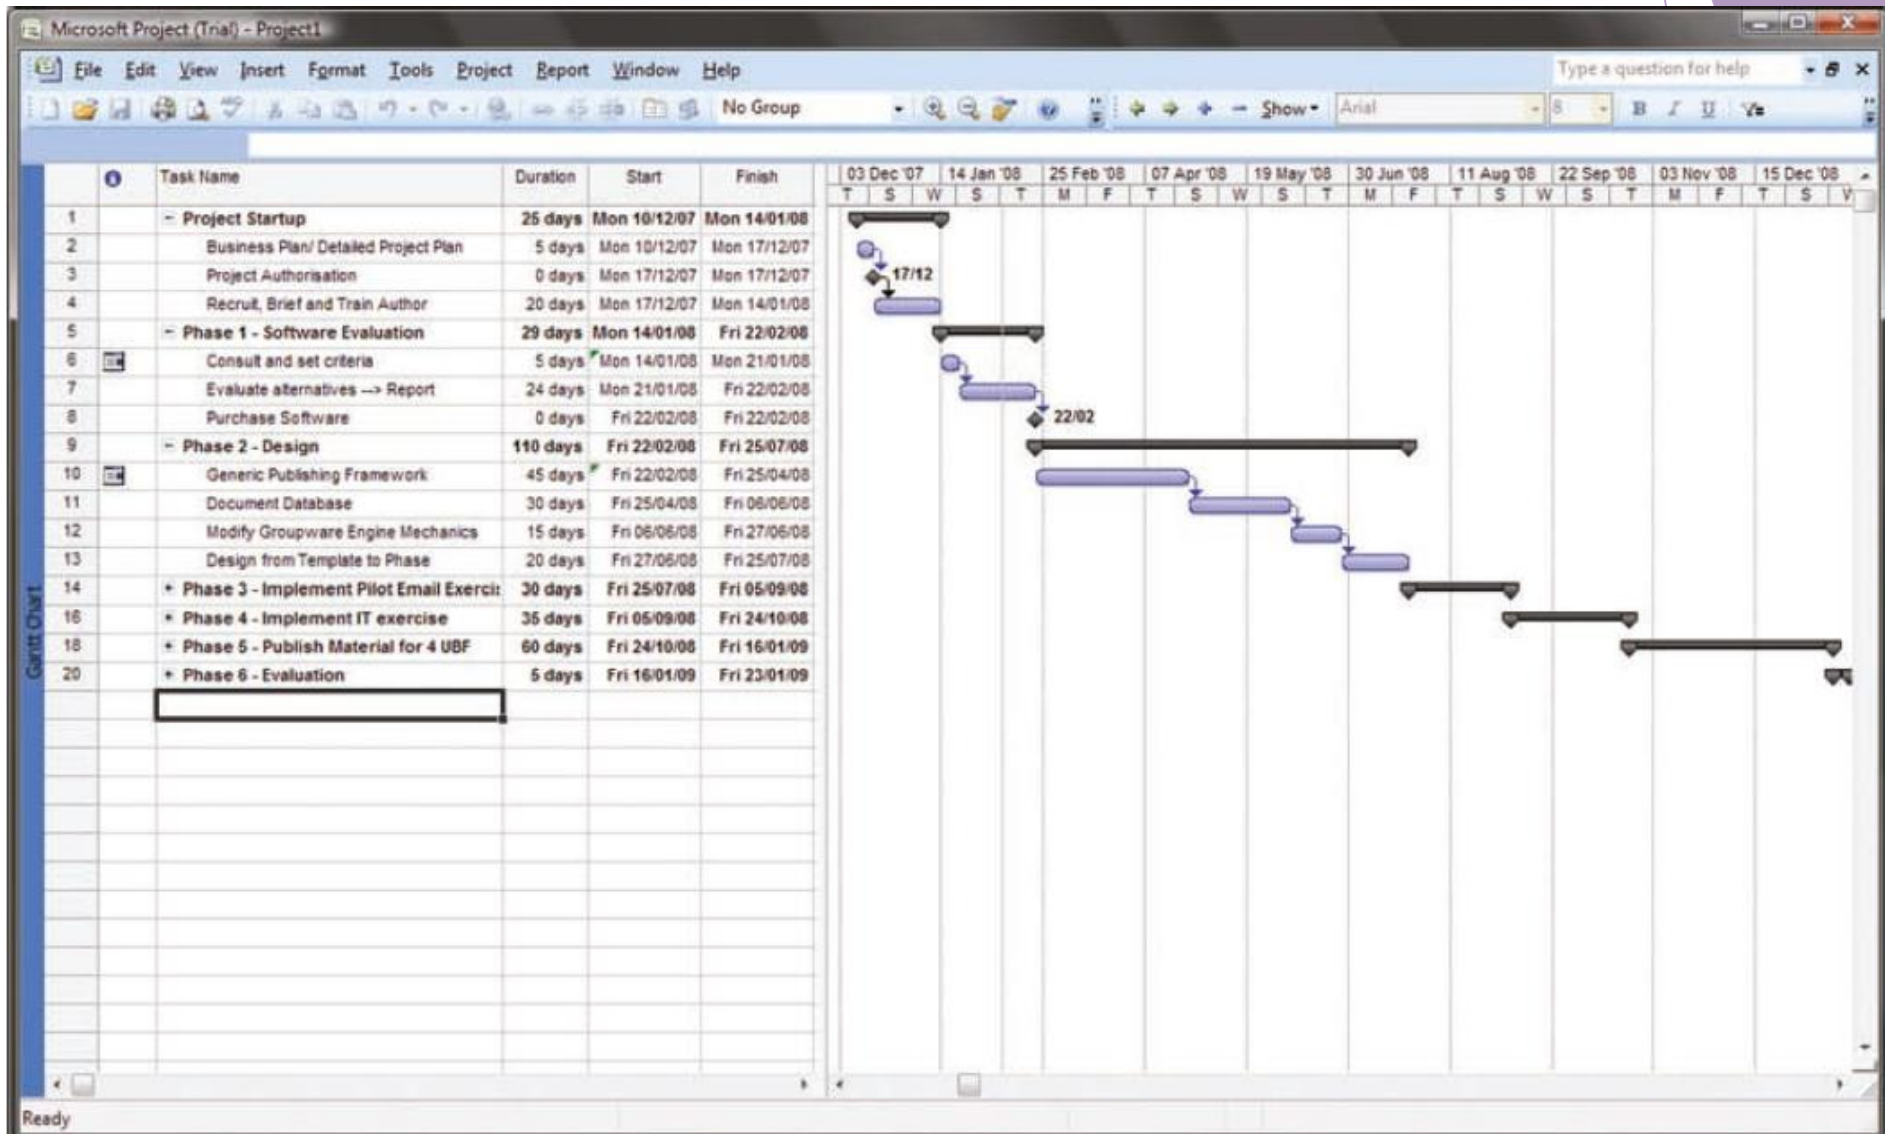 Microsoft Project (Trial) - Project1
File Edit View Insert Format Tools Project Report Window Help Type a question for help
No Group Show Arial 8 B I U
Task Name Duration Start Finish 03 Dec '07 14 Jan '08 25 Feb '08 07 Apr '08 19 May '08 30 Jun '08 11 Aug '08 22 Sep '08 03 Nov '08 15 Dec '08
T S W S T M F T S W S T M F T S W S T M F T S W
1 - Project Startup 25 days Mon 10/12/07 Mon 14/01/08
2 Business Plan/ Detailed Project Plan 5 days Mon 10/12/07 Mon 17/12/07
3 Project Authorisation 0 days Mon 17/12/07 Mon 17/12/07 17/12
4 Recruit, Brief and Train Author 20 days Mon 17/12/07 Mon 14/01/08
5 - Phase 1 - Software Evaluation 29 days Mon 14/01/08 Fri 22/02/08
6 Consult and set criteria 5 days Mon 14/01/08 Mon 21/01/08
7 Evaluate alternatives --> Report 24 days Mon 21/01/08 Fri 22/02/08
8 Purchase Software 0 days Fri 22/02/08 Fri 22/02/08 22/02
9 - Phase 2 - Design 110 days Fri 22/02/08 Fri 25/07/08
10 Generic Publishing Framework 45 days Fri 22/02/08 Fri 25/04/08
11 Document Database 30 days Fri 25/04/08 Fri 06/06/08
12 Modify Groupware Engine Mechanics 15 days Fri 06/06/08 Fri 27/06/08
13 Design from Template to Phase 20 days Fri 27/06/08 Fri 25/07/08
14 + Phase 3 - Implement Pilot Email Exerci 30 days Fri 25/07/08 Fri 05/09/08
16 + Phase 4 - Implement IT exercise 35 days Fri 05/09/08 Fri 24/10/08
18 + Phase 5 - Publish Material for 4 UBF 60 days Fri 24/10/08 Fri 16/01/09
20 + Phase 6 - Evaluation 5 days Fri 16/01/09 Fri 23/01/09
Gantt Chart
Ready